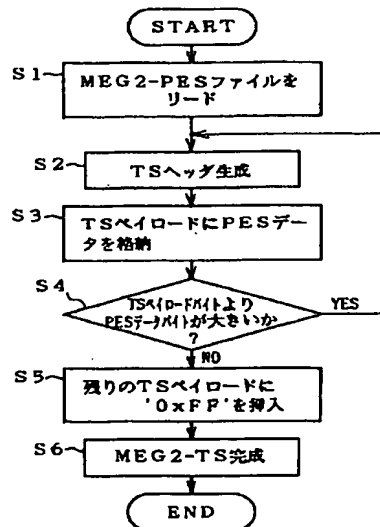 START
S1
MEG2-PESファイルを
リード
S2
TSヘッダ生成
S3
TSペイロードにPESデー
タを格納
S4
TSペイロードバイトより
PESデータバイトが大きいか
?
YES
NO
S5
残りのTSペイロードに
'0xFF'を挿入
S6
MEG2-TS完成
END